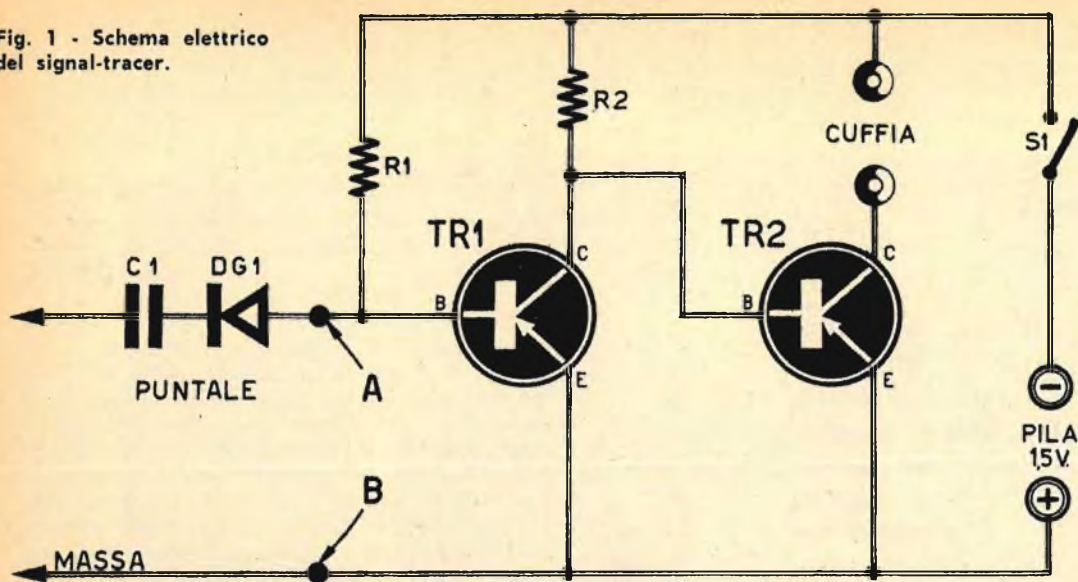 Fig. 1 - Schema elettrico
del signal-tracer.
R1
R2
CUFFIA
S1
TR1
TR2
C
C
B
B
E
E
C1
DG1
PUNTALE
A
B
MASSA
PILA
1,5V.